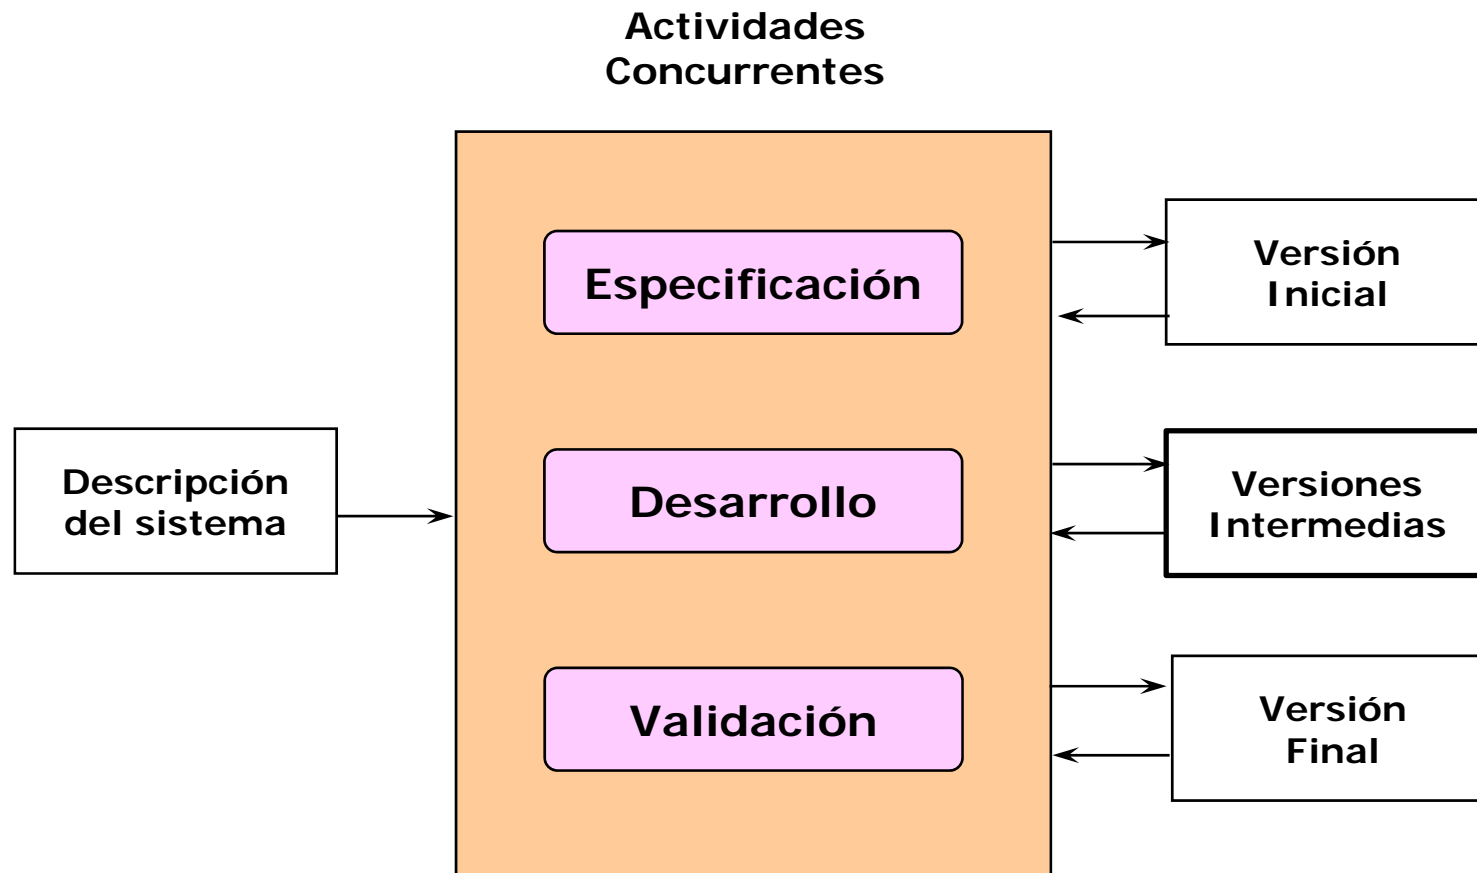 Actividades
Concurrentes
Especificación
Versión
Inicial
Descripción
del sistema
Desarrollo
Versiones
Intermedias
Validación
Versión
Final